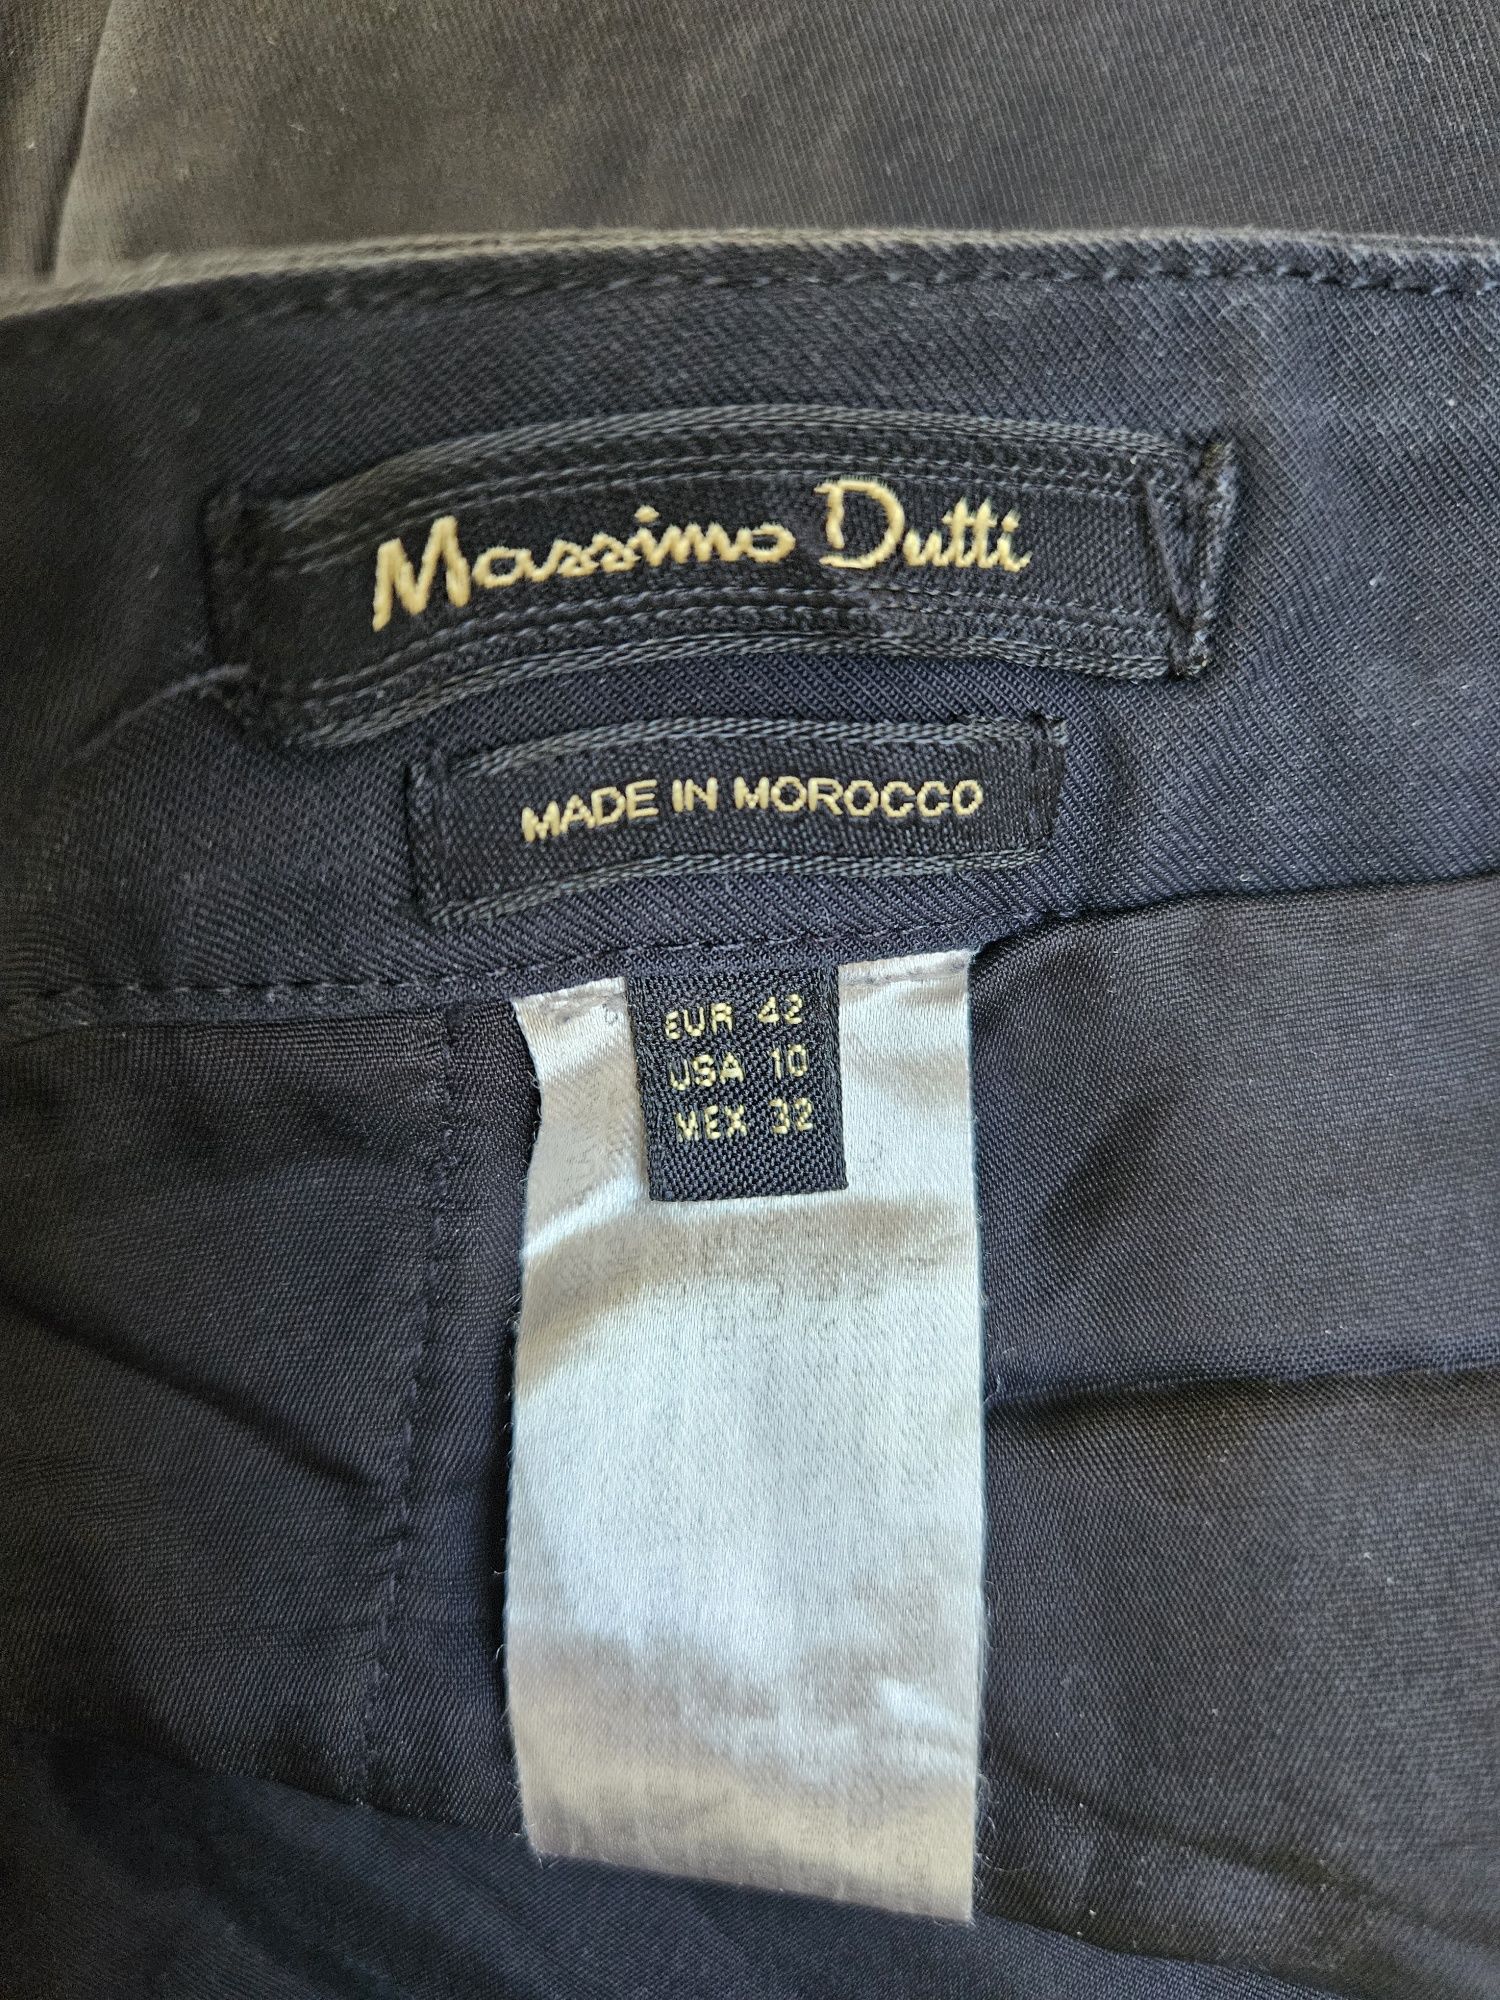 Massimo Dutti
MADE IN MOROCCO
EUR 42
USA 10
MEX 32